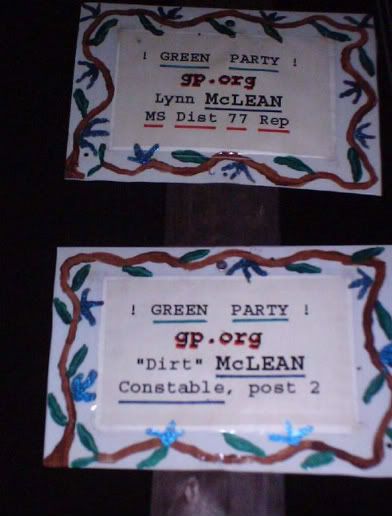 ! GREEN PARTY !
gp.org
Lynn McLEAN
MS Dist 77 Rep
! GREEN PARTY !
gp.org
"Dirt" McLEAN
Constable, post 2